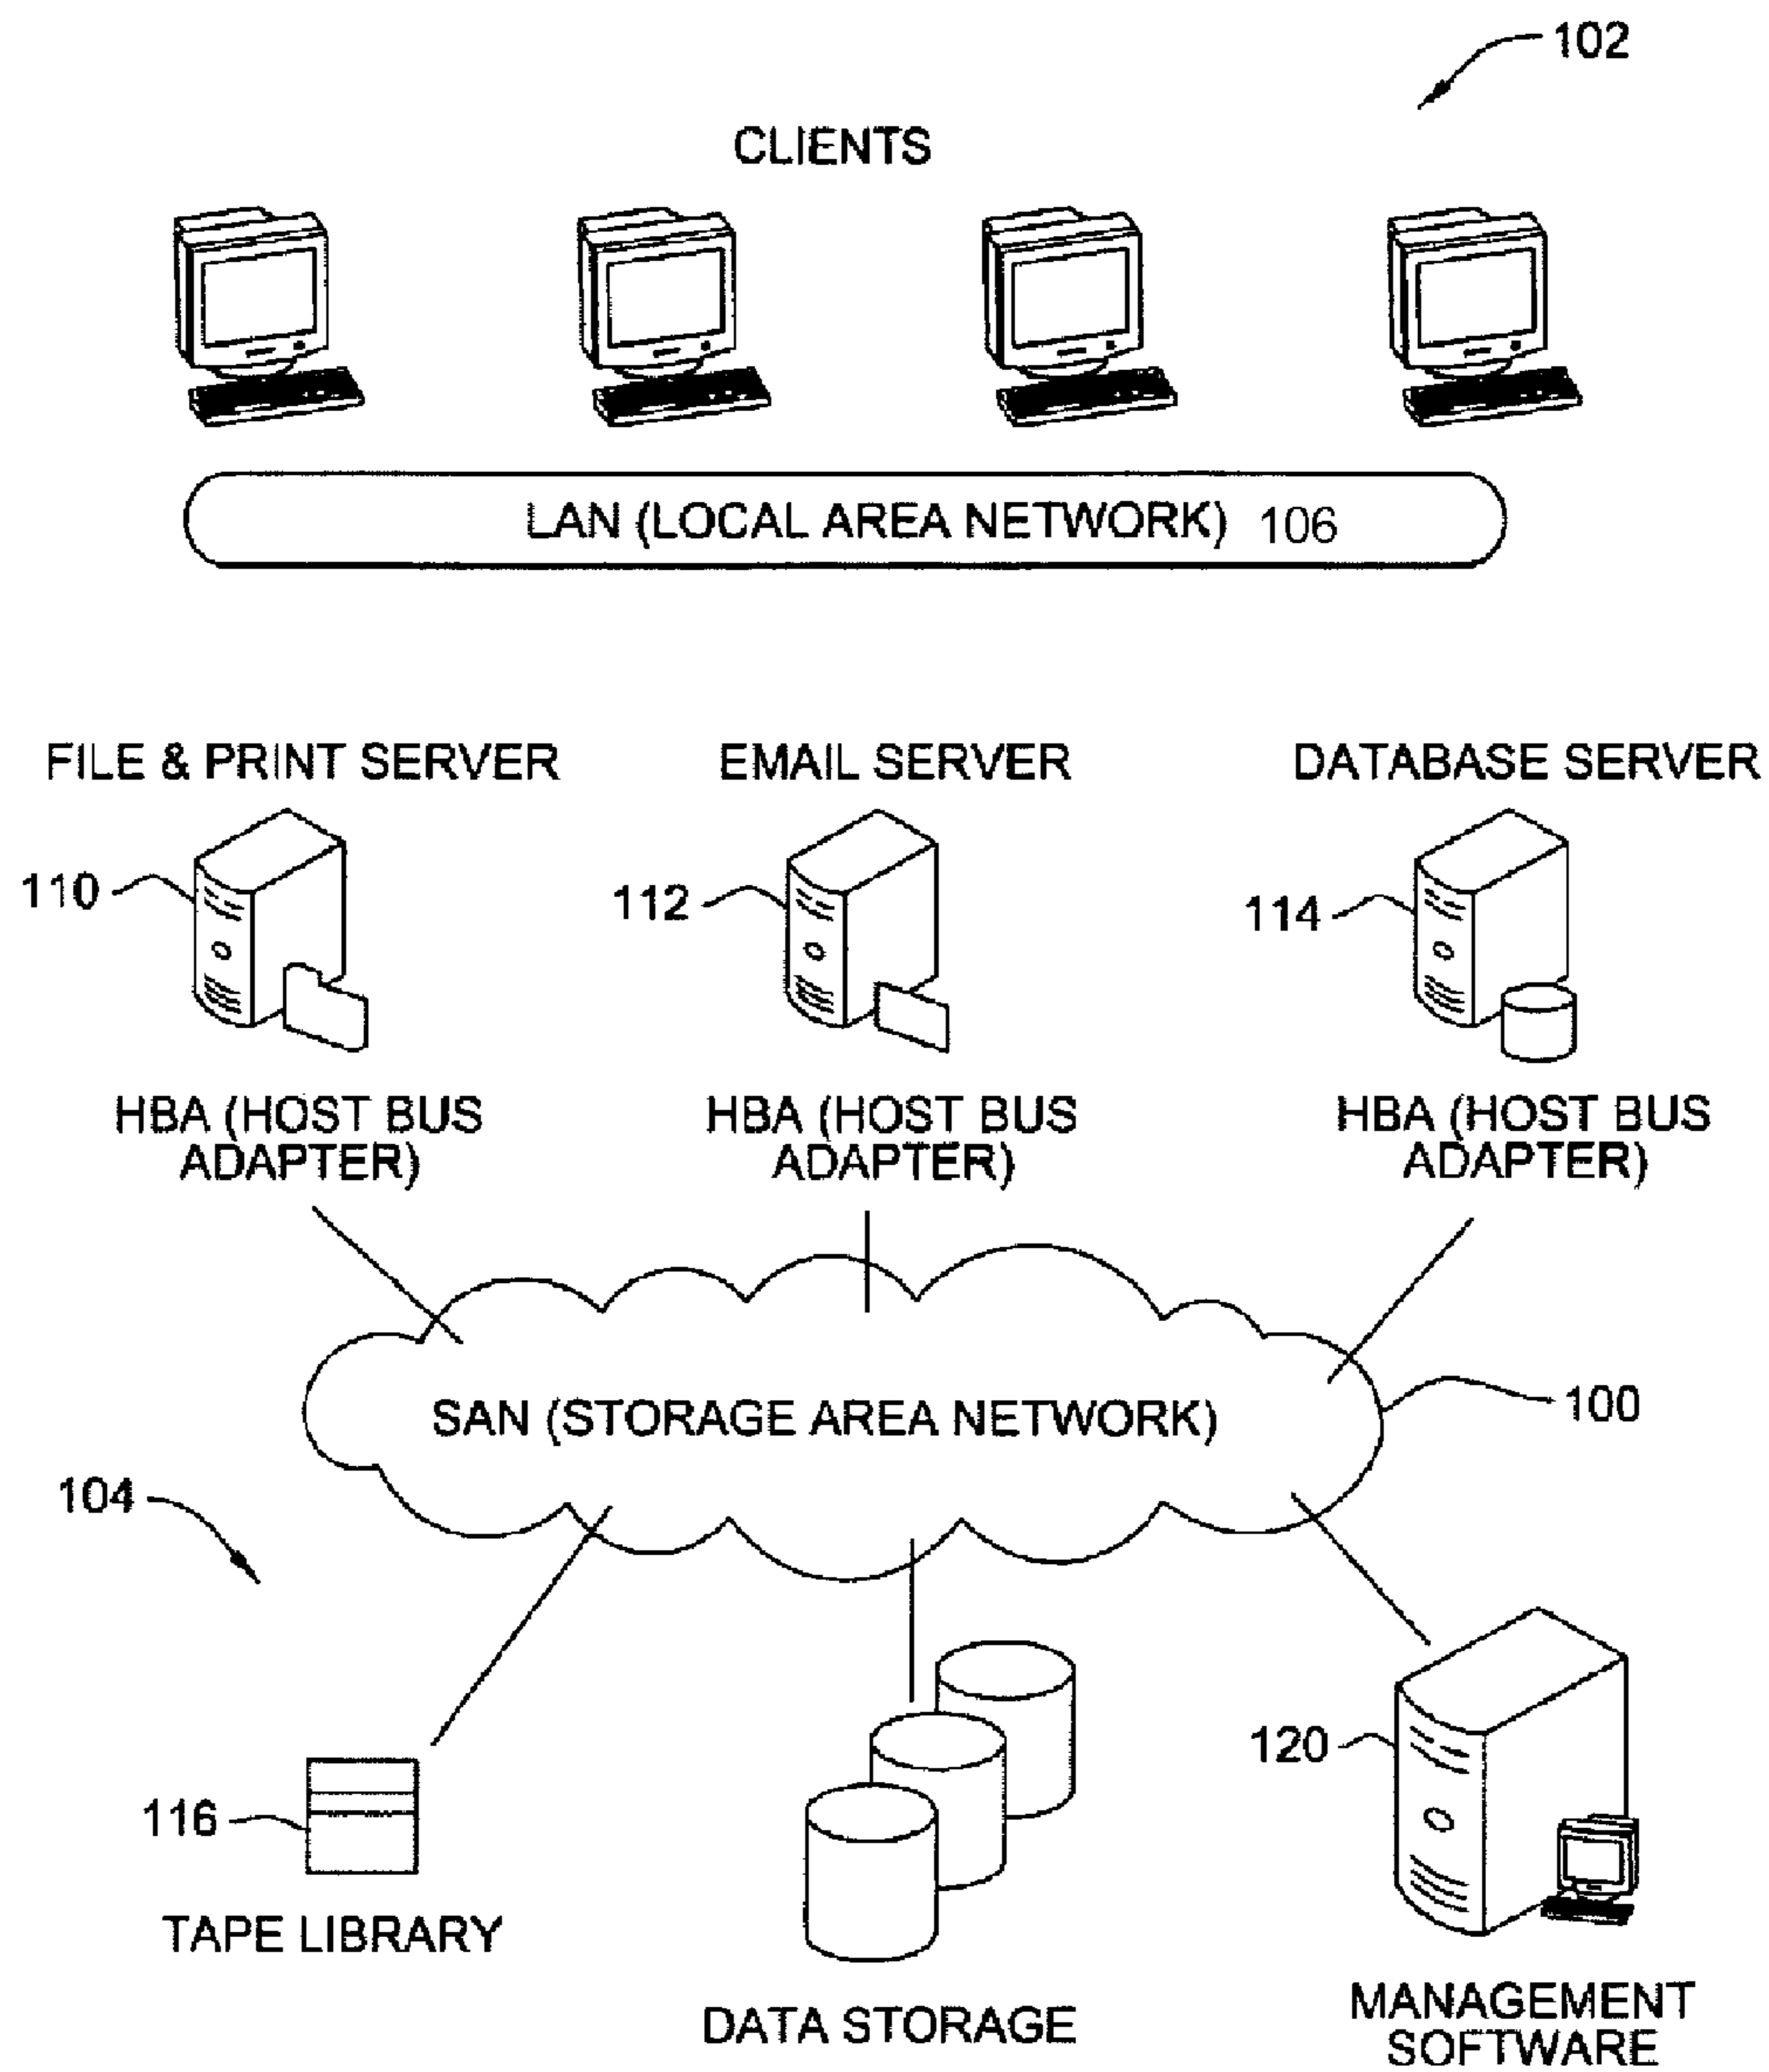 102
CLIENTS
LAN (LOCAL AREA NETWORK) 106
FILE & PRINT SERVER
EMAIL SERVER
DATABASE SERVER
110
112
114
HBA (HOST BUS
ADAPTER)
HBA (HOST BUS
ADAPTER)
HBA (HOST BUS
ADAPTER)
SAN (STORAGE AREA NETWORK)
100
104
120
116
TAPE LIBRARY
DATA STORAGE
MANAGEMENT
SOFTWARE